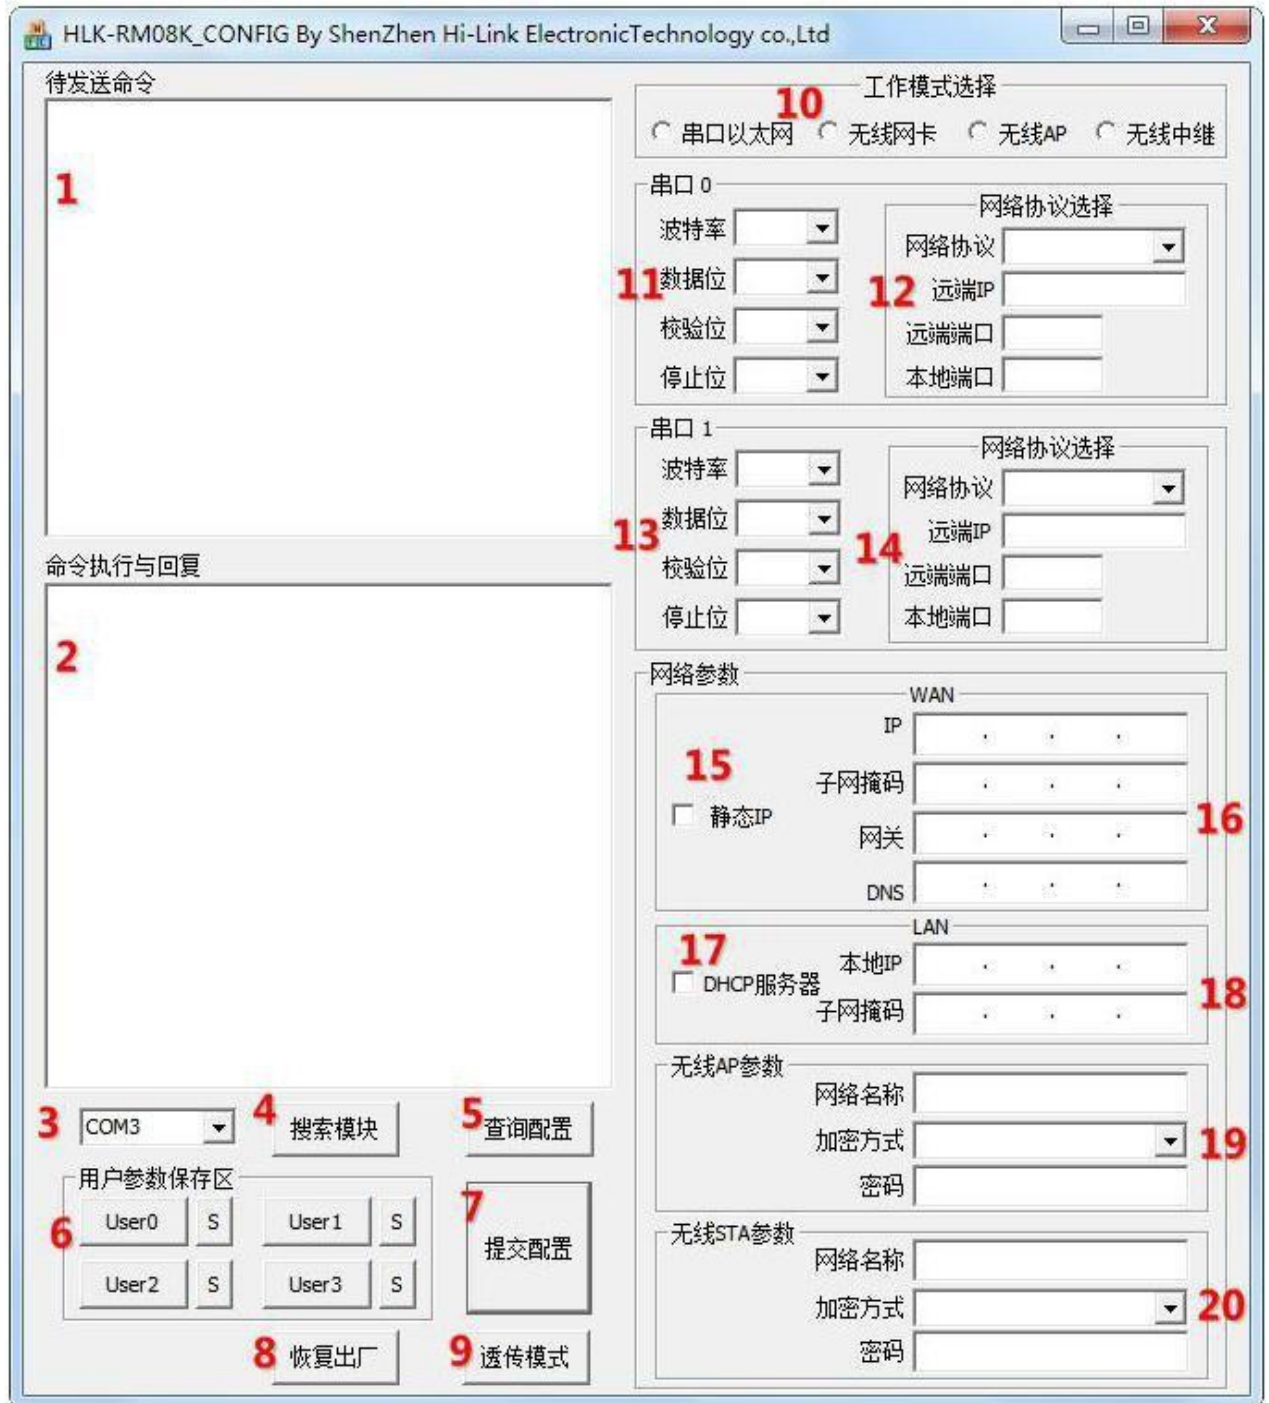 HLK-RM08K_CONFIG By ShenZhen Hi-Link ElectronicTechnology co.,Ltd
待发送命令
1
命令执行与回复
2
3 COM3
4 搜索模块
5 查询配置
用户参数保存区
6 User0 S User1 S
User2 S User3 S
7 提交配置
8 恢复出厂
9 透传模式
工作模式选择
10
串口以太网 无线网卡 无线AP 无线中继
串口 0
波特率
11 数据位
校验位
停止位
网络协议选择
网络协议
12 远端IP
远端端口
本地端口
串口 1
波特率
13 数据位
校验位
停止位
网络协议选择
网络协议
远端IP
14 远端端口
本地端口
网络参数
WAN
15
静态IP
IP . . .
子网掩码 . . .
16
网关 . . .
DNS . . .
LAN
17
DHCP服务器
本地IP . . .
18
子网掩码 . . .
无线AP参数
网络名称
加密方式 19
密码
无线STA参数
网络名称
加密方式 20
密码